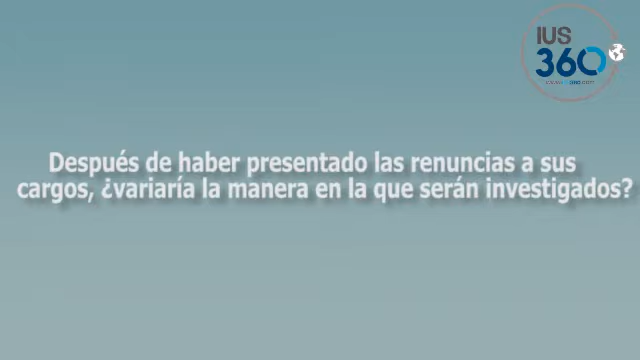 IUS
360
Después de haber presentado las renuncias a sus
cargos, ¿variaría la manera en la que serán investigados?